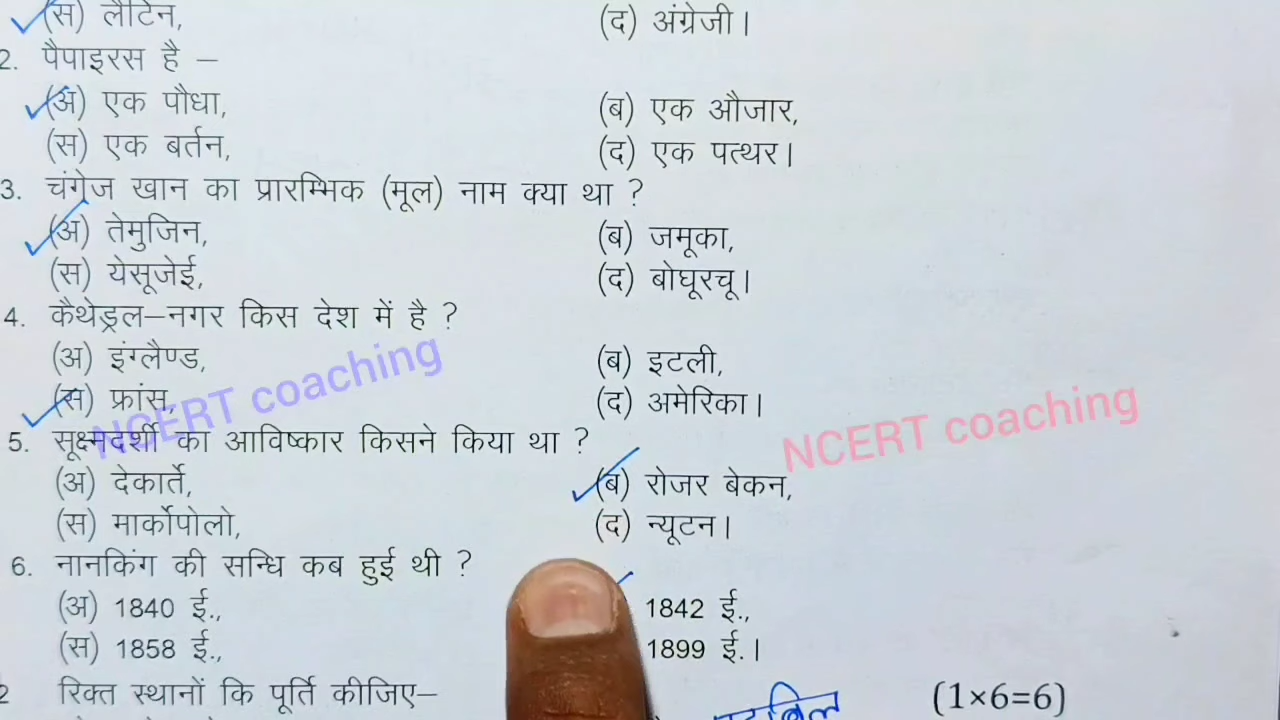 (स) लैटिन, (द) अंग्रेजी।
2. पैपाइरस है –
(अ) एक पौधा, (ब) एक औजार,
(स) एक बर्तन, (द) एक पत्थर।
3. चंगेज खान का प्रारम्भिक (मूल) नाम क्या था ?
(अ) तेमुजिन, (ब) जमूका,
(स) येसूजेई, (द) बोघूरचू।
4. कैथेड्रल–नगर किस देश में है ?
(अ) इंग्लैण्ड, (ब) इटली,
(स) फ्रांस, (द) अमेरिका।
NCERT coaching
NCERT coaching
5. सूक्ष्मदर्शी का आविष्कार किसने किया था ?
(अ) देकार्ते, (ब) रोजर बेकन,
(स) मार्कोपोलो, (द) न्यूटन।
6. नानकिंग की सन्धि कब हुई थी ?
(अ) 1840 ई., 1842 ई.,
(स) 1858 ई., 1899 ई.।
2 रिक्त स्थानों कि पूर्ति कीजिए– (1×6=6)